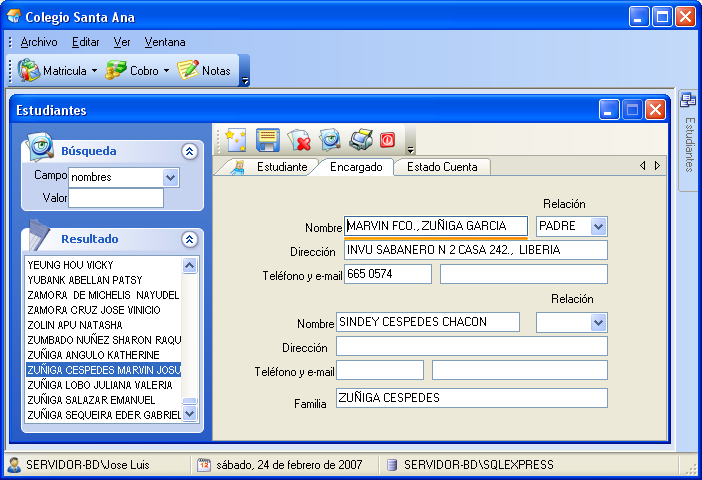 Colegio Santa Ana
Archivo Editar Ver Ventana
Matricula Cobro Notas
Estudiantes
Estudiantes
Búsqueda
Campo nombres
Valor
Resultado
YEUNG HOU VICKY
YUBANK ABELLAN PATSY
ZAMORA DE MICHELIS NAYUDEL
ZAMORA CRUZ JOSE VINICIO
ZOLIN APU NATASHA
ZUMBADO NUÑEZ SHARON RAQU
ZUÑIGA ANGULO KATHERINE
ZUÑIGA CESPEDES MARVIN JOSU
ZUÑIGA LOBO JULIANA VALERIA
ZUÑIGA SALAZAR EMANUEL
ZUÑIGA SEQUEIRA EDER GABRIEL
Estudiante Encargado Estado Cuenta
Relación
Nombre MARVIN FCO., ZUÑIGA GARCIA PADRE
Dirección INVU SABANERO N 2 CASA 242., LIBERIA
Teléfono y e-mail 665 0574
Relación
Nombre SINDEY CESPEDES CHACON
Dirección
Teléfono y e-mail
Familia ZUÑIGA CESPEDES
SERVIDOR-BD\Jose Luis 12 sábado, 24 de febrero de 2007 SERVIDOR-BD\SQLEXPRESS